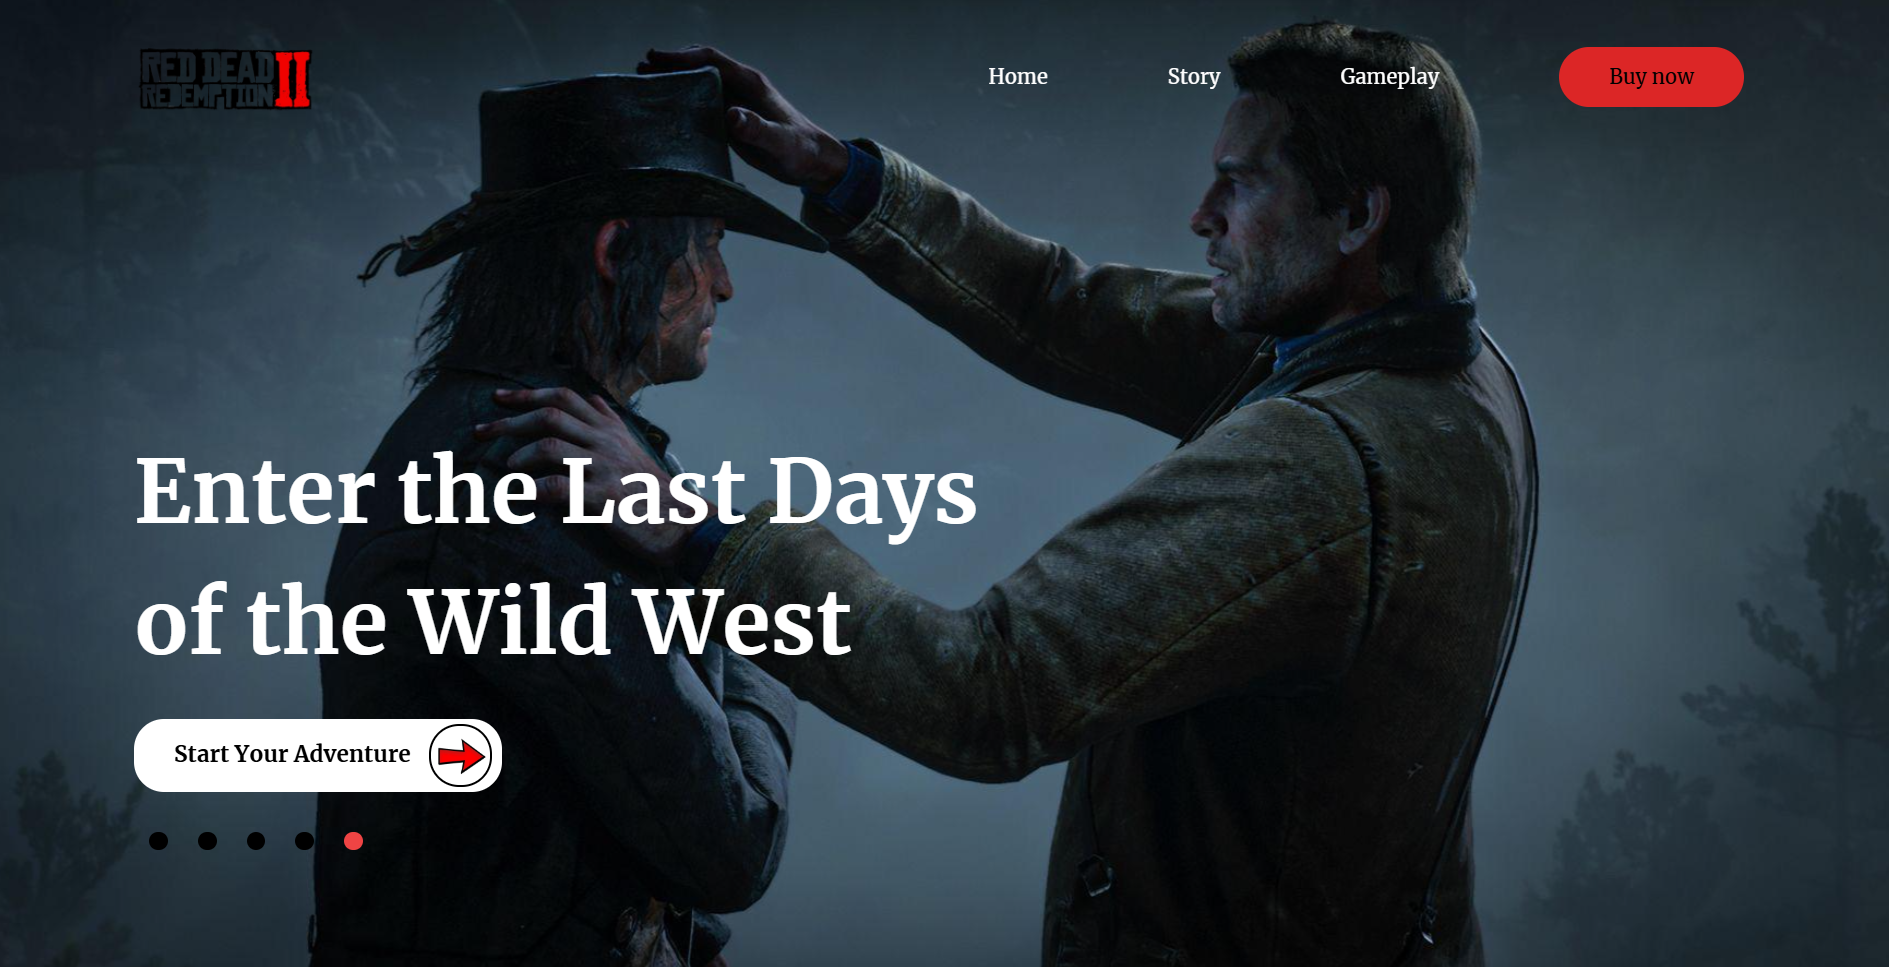 RED DEAD
REDEMPTION II
Home
Story
Gameplay
Buy now
Enter the Last Days
of the Wild West
Start Your Adventure